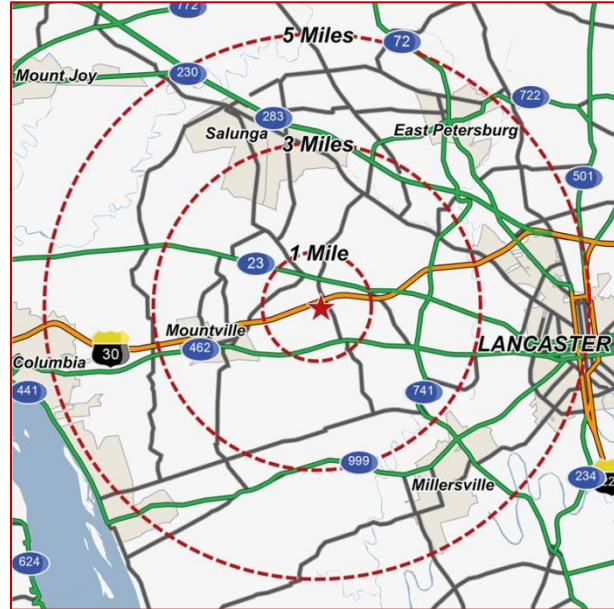 772
5 Miles
72
230
Mount Joy
722
283
Salunga
East Petersburg
3 Miles
501
1 Mile
23
Mountville
30
462
LANCASTER
Columbia
441
741
999
234
Millersville
624